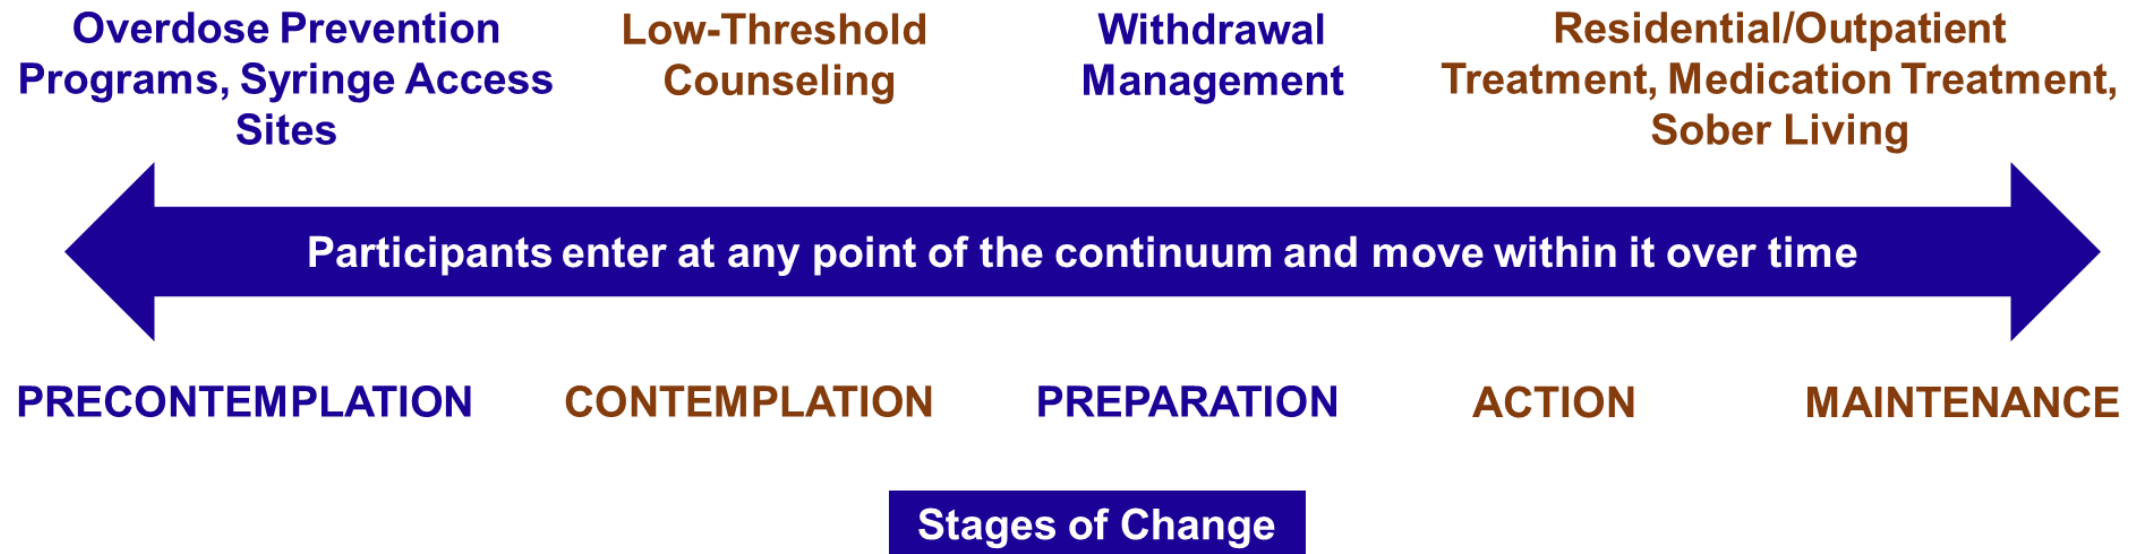 Overdose Prevention
Programs, Syringe Access
Sites
Low-Threshold
Counseling
Withdrawal
Management
Residential/Outpatient
Treatment, Medication Treatment,
Sober Living
Participants enter at any point of the continuum and move within it over time
PRECONTEMPLATION
CONTEMPLATION
PREPARATION
ACTION
MAINTENANCE
Stages of Change